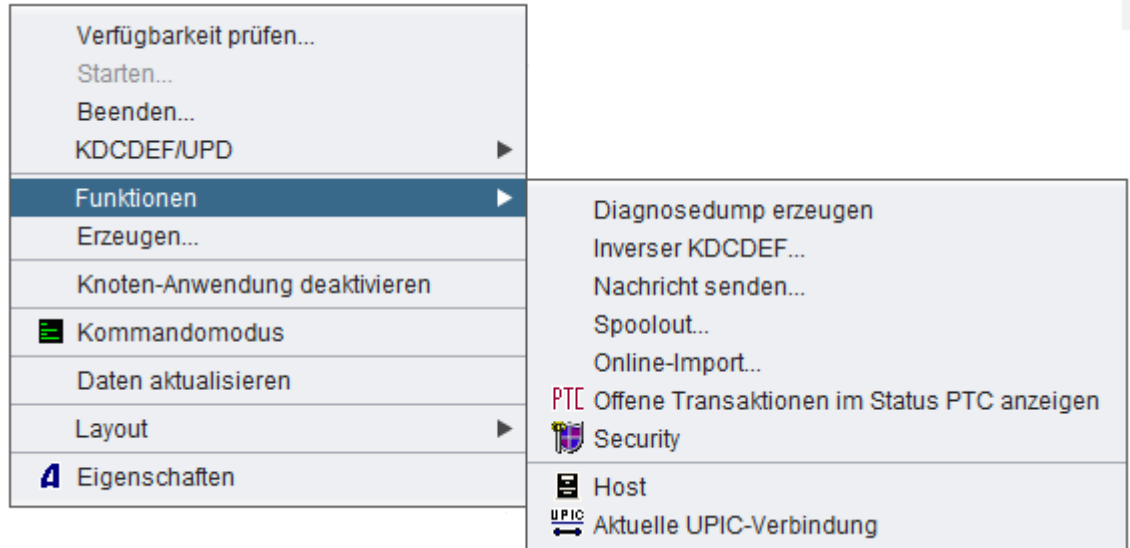 Verfügbarkeit prüfen...
Starten...
Beenden...
KDCDEF/UPD
Funktionen
Erzeugen...
Knoten-Anwendung deaktivieren
Kommandomodus
Daten aktualisieren
Layout
Eigenschaften
Diagnosedump erzeugen
Inverser KDCDEF...
Nachricht senden...
Spoolout...
Online-Import...
PTC Offene Transaktionen im Status PTC anzeigen
Security
Host
UPIC Aktuelle UPIC-Verbindung